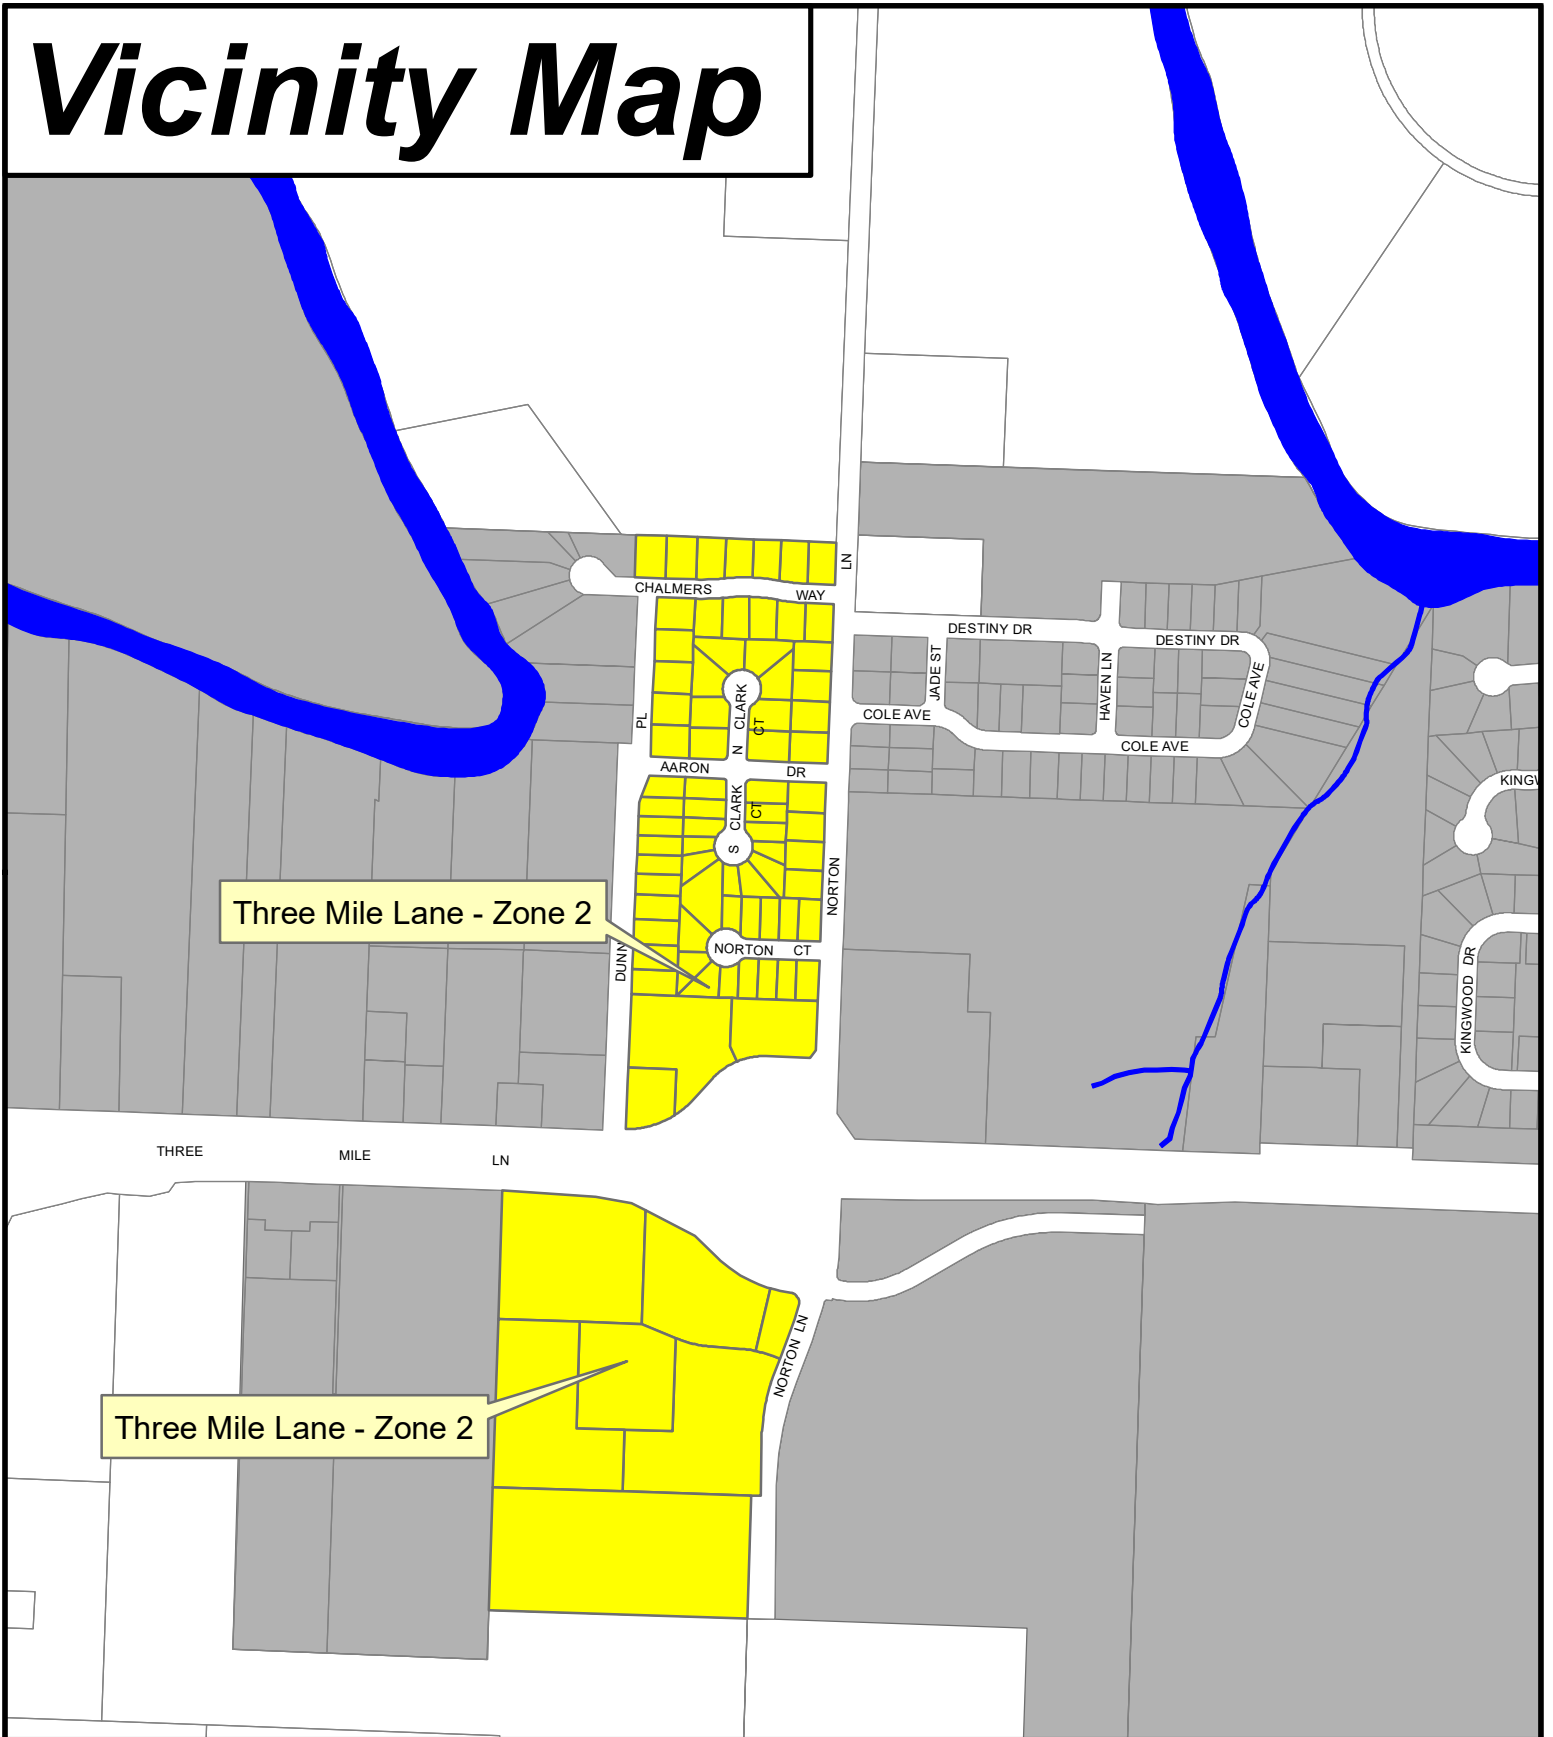 Vicinity Map
LN
CHALMERS
WAY
DESTINY DR
DESTINY DR
JADE ST
HAVEN LN
COLE AVE
COLE AVE
COLE AVE
PL
N CLARK
CT
AARON
DR
S CLARK
CT
KINGW
NORTON
Three Mile Lane - Zone 2
DUNN
NORTON CT
KINGWOOD DR
THREE
MILE
LN
NORTON LN
Three Mile Lane - Zone 2